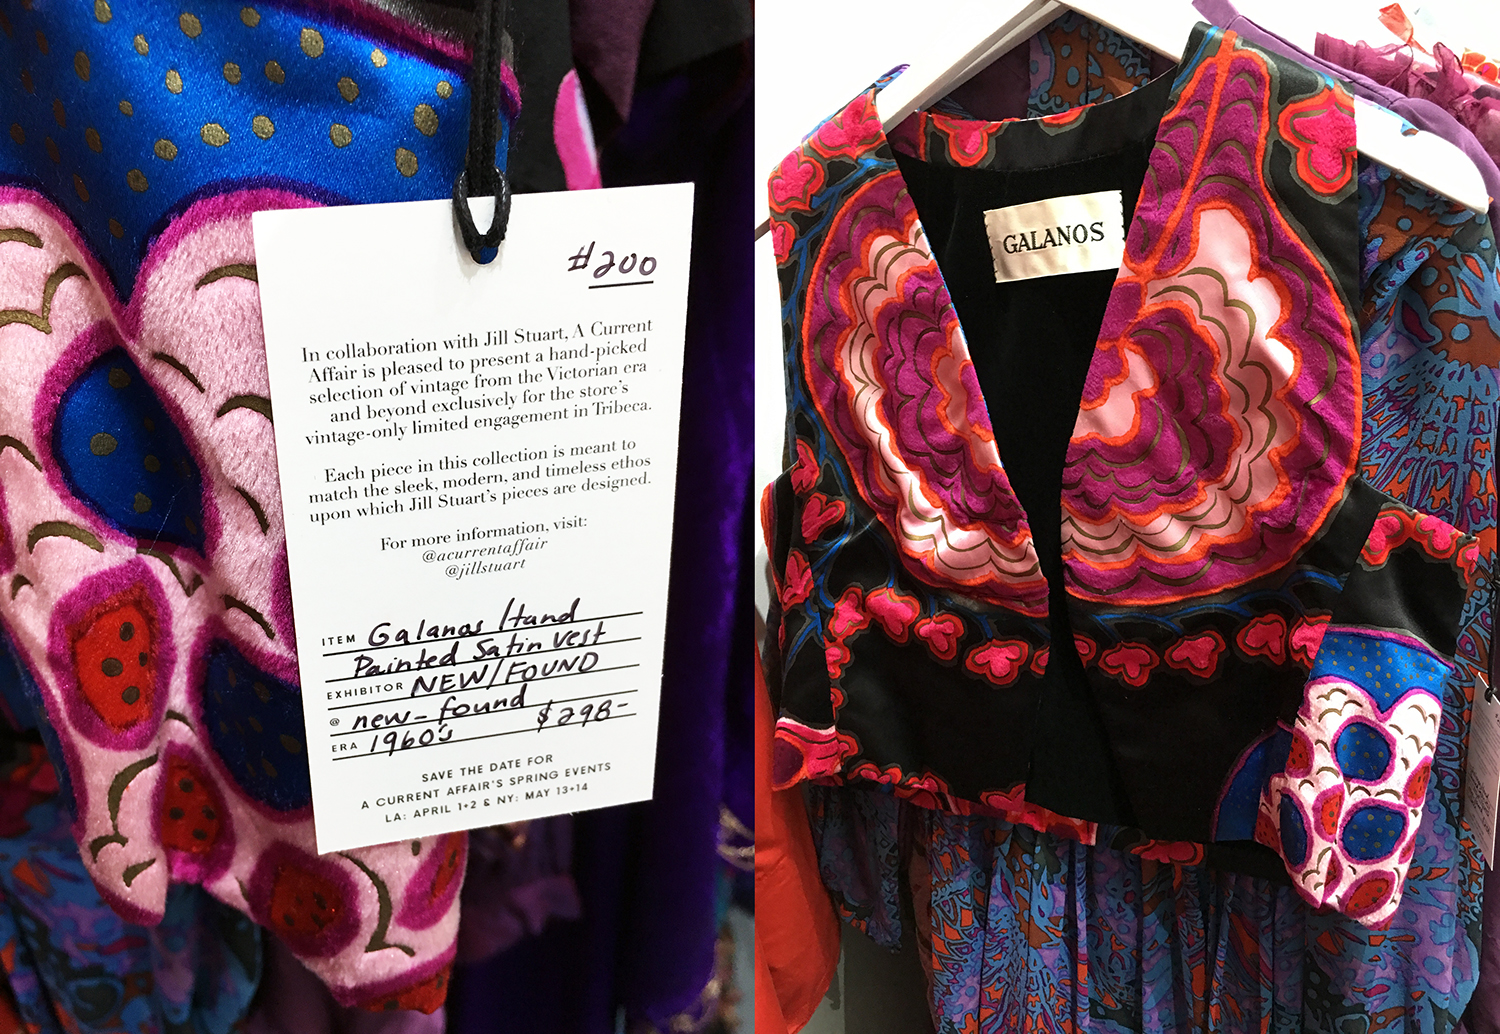 #200
In collaboration with Jill Stuart, A Current
Affair is pleased to present a hand-picked
selection of vintage from the Victorian era
and beyond exclusively for the store's
vintage-only limited engagement in Tribeca.
Each piece in this collection is meant to
match the sleek, modern, and timeless ethos
upon which Jill Stuart's pieces are designed.
For more information, visit:
@acurrentaffair
@jillstuart
ITEM Galanos Hand
Painted Satin Vest
EXHIBITOR NEW/FOUND
@ new-found $298-
ERA 1960's
SAVE THE DATE FOR
A CURRENT AFFAIR'S SPRING EVENTS
LA: APRIL 1+2 & NY: MAY 13+14
GALANOS